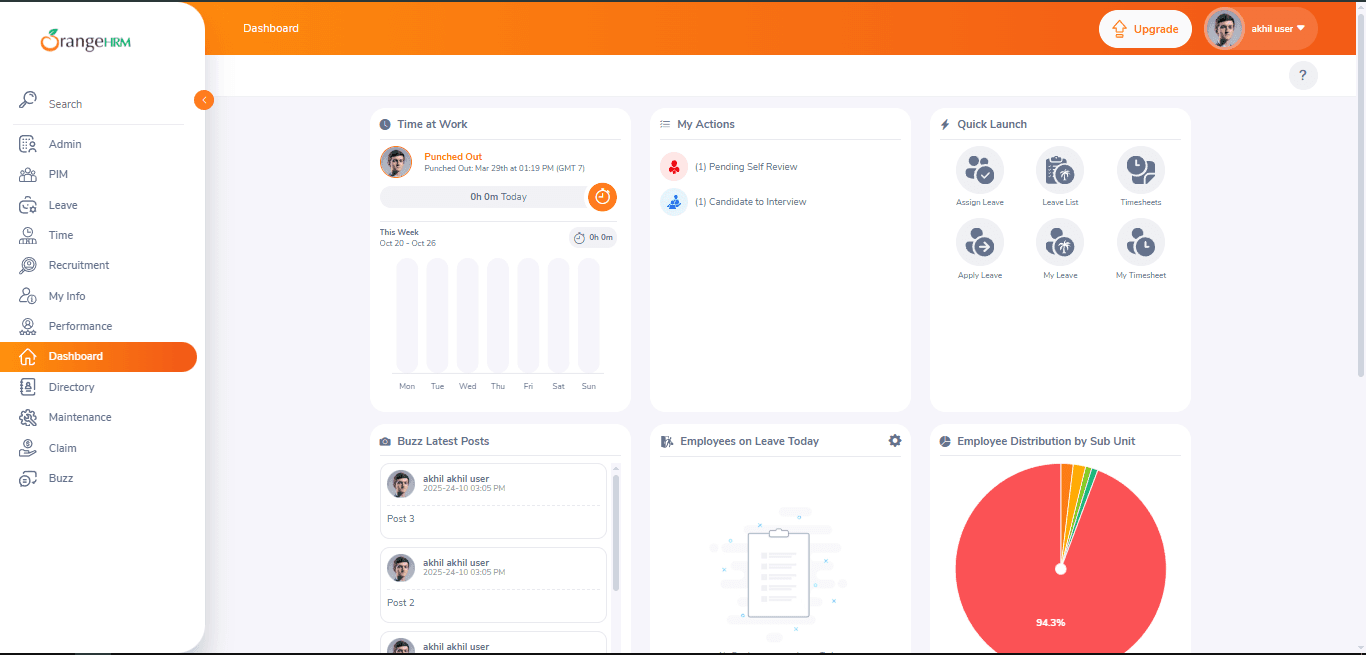 OrangeHRM
Dashboard
Upgrade
akhil user
?
Search
Admin
PIM
Leave
Time
Recruitment
My Info
Performance
Dashboard
Directory
Maintenance
Claim
Buzz
Time at Work
Punched Out
Punched Out: Mar 29th at 01:19 PM (GMT 7)
0h 0m Today
This Week
Oct 20 - Oct 26
0h 0m
Mon Tue Wed Thu Fri Sat Sun
My Actions
(1) Pending Self Review
(1) Candidate to Interview
Quick Launch
Assign Leave Leave List Timesheets
Apply Leave My Leave My Timesheet
Buzz Latest Posts
akhil akhil user
2025-24-10 03:05 PM
Post 3
akhil akhil user
2025-24-10 03:05 PM
Post 2
akhil akhil user
Employees on Leave Today
Employee Distribution by Sub Unit
94.3%